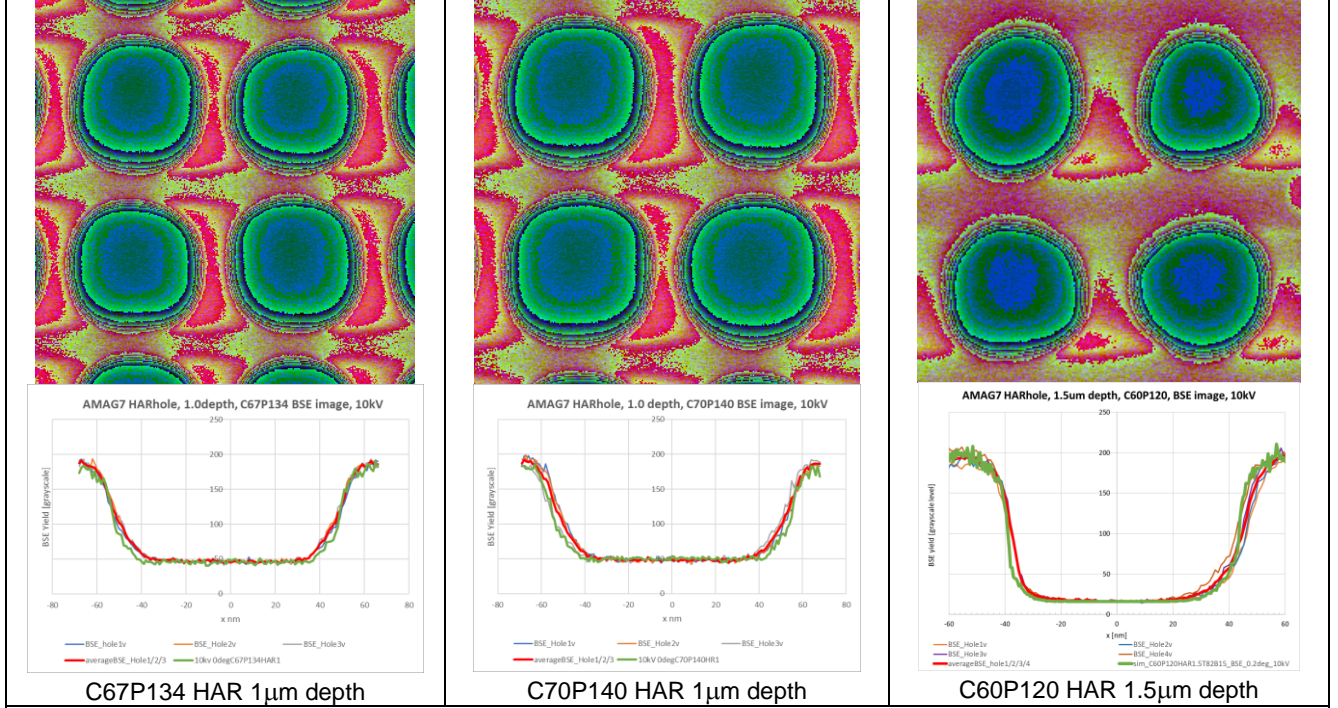 AMAG7 HARhole, 1.0depth, C67P134 BSE image, 10kV
250
200
150
100
50
0
-80 -60 -40 -20 0 20 40 60 80
BSE Yield [grayscale]
x nm
BSE_hole1v BSE_Hole2v BSE_Hole3v
averageBSE_Hole1/2/3 10kv 0degC67P134HAR1
C67P134 HAR 1μm depth
AMAG7 HARhole, 1.0 depth, C70P140 BSE image, 10kV
250
200
150
100
50
0
-80 -60 -40 -20 0 20 40 60 80
BSE Yield [grayscale]
x nm
BSE_Hole1v BSE_Hole2v BSE_Hole3v
averageBSE_Hole1/2/3 10kV 0degC70P140HR1
C70P140 HAR 1μm depth
AMAG7 HARhole, 1.5um depth, C60P120, BSE image, 10kV
250
200
150
100
50
0
-60 -40 -20 0 20 40 60
BSE yield [grayscale level]
x [nm]
BSE_Hole1v BSE_Hole2v
BSE_Hole3v BSE_Hole4v
averageBSE_hole1/2/3/4 sim_C60P120HAR1.5T82B15_BSE_0.2deg_10kV
C60P120 HAR 1.5μm depth